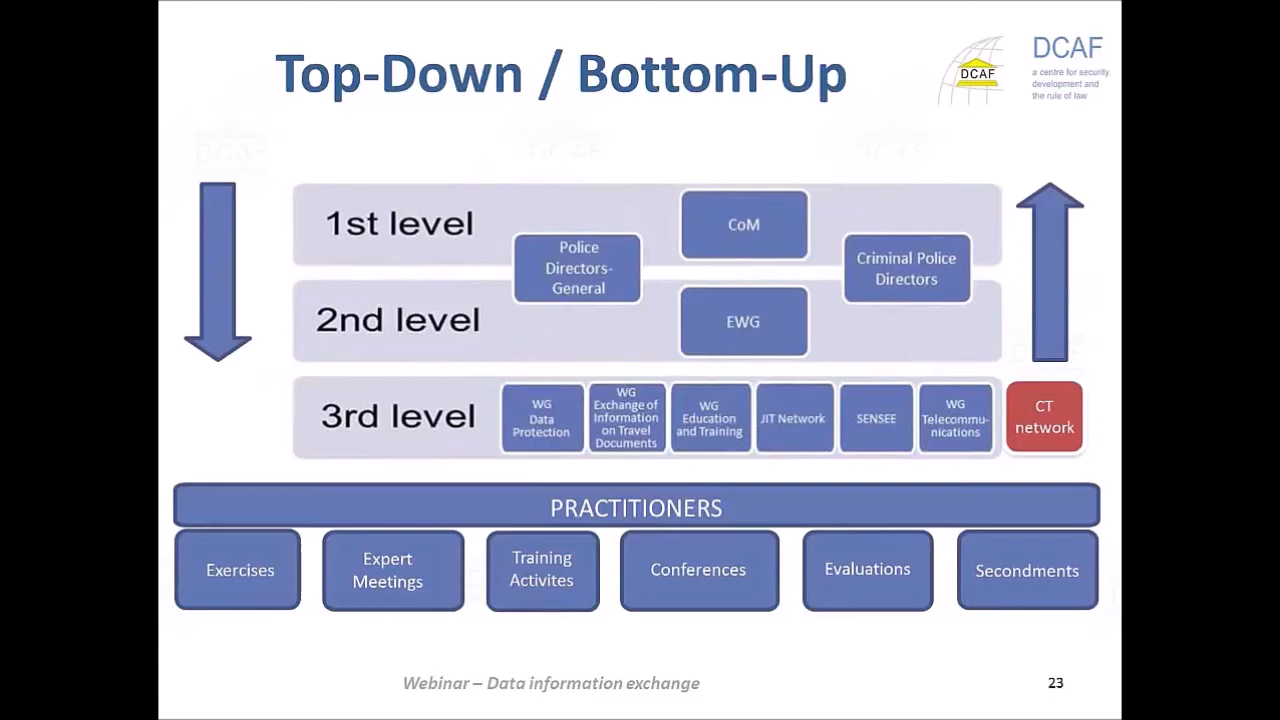 Top-Down / Bottom-Up
DCAF
DCAF
a centre for security
development and
the rule of law
1st level
CoM
Police
Directors-
General
Criminal Police
Directors
2nd level
EWG
3rd level
WG
Data
Protection
WG
Exchange of
Information
on Travel
Documents
WG
Education
and Training
JIT Network
SENSEE
WG
Telecommu-
nications
CT
network
PRACTITIONERS
Exercises
Expert
Meetings
Training
Activites
Conferences
Evaluations
Secondments
Webinar – Data information exchange
23